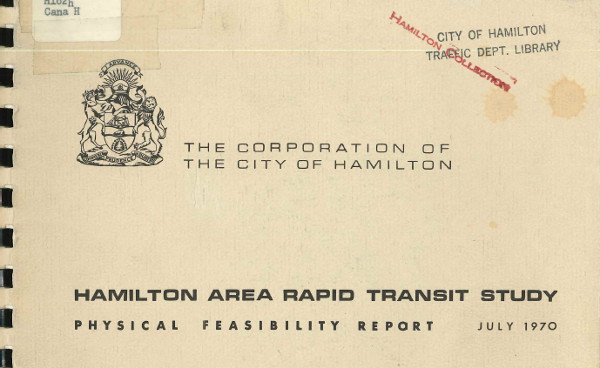 H162h
Cana H
CITY OF HAMILTON
TRAFFIC DEPT. LIBRARY
HAMILTON COLLECTION
THE CORPORATION OF
THE CITY OF HAMILTON
HAMILTON AREA RAPID TRANSIT STUDY
PHYSICAL FEASIBILITY REPORT JULY 1970